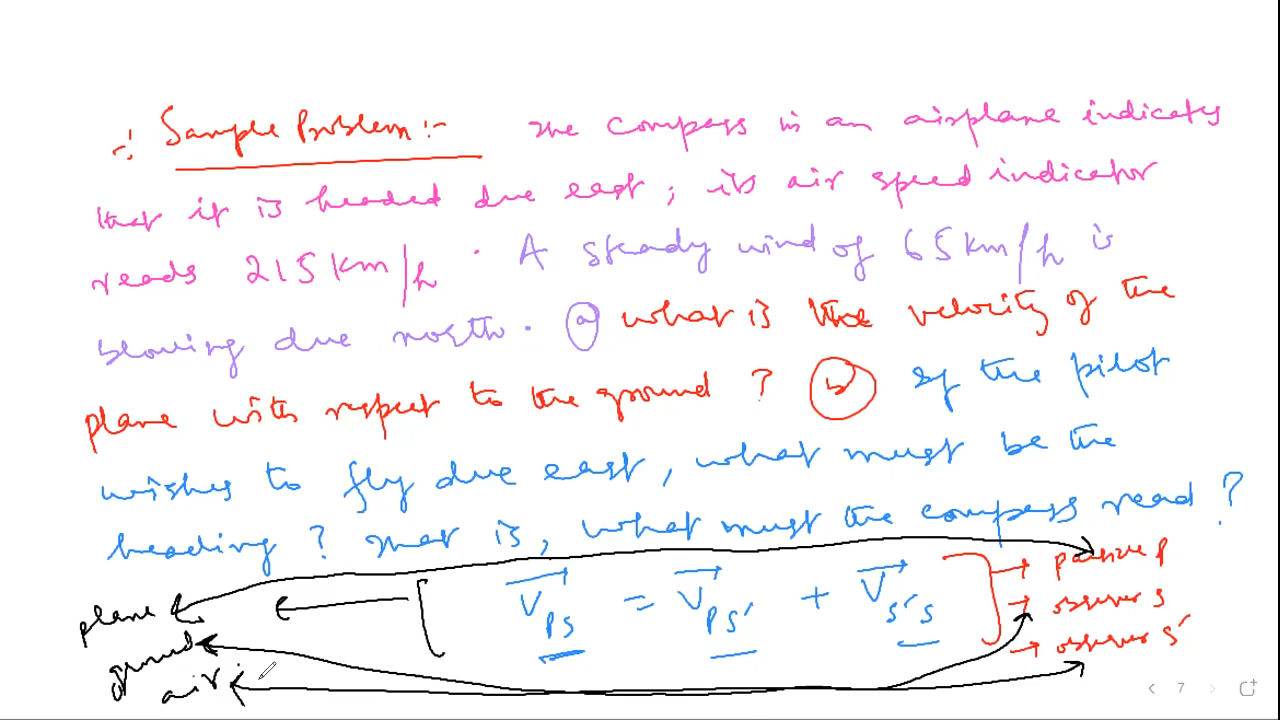 ∴ Sample Problem :- The compass in an airplane indicates
that it is headed due east; its air speed indicator
reads 215 km/h. A steady wind of 65 km/h is
blowing due north. (a) what is the velocity of the
plane with respect to the ground? (b) If the pilot
wishes to fly due east, what must be the
heading? That is, what must the compass read?
plane ← [ V⃗_PS = V⃗_PS' + V⃗_S'S ] → particle P
ground → observer S
air → observer S'
7